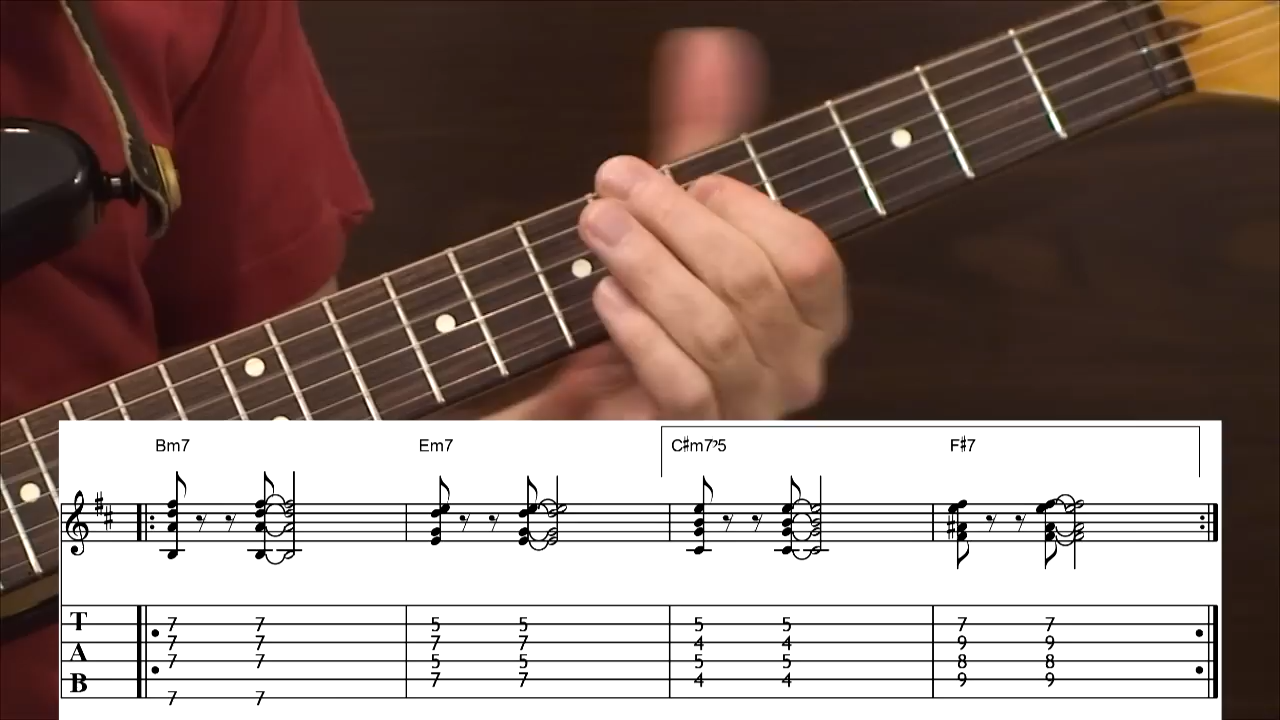 Bm7 Em7 C♯m7♭5 F♯7
T 7 7 5 5 5 5 7 7
7 7 7 7 4 4 9 9
A 7 7 5 5 5 5 8 8
B 7 7 4 4 9 9
7 7